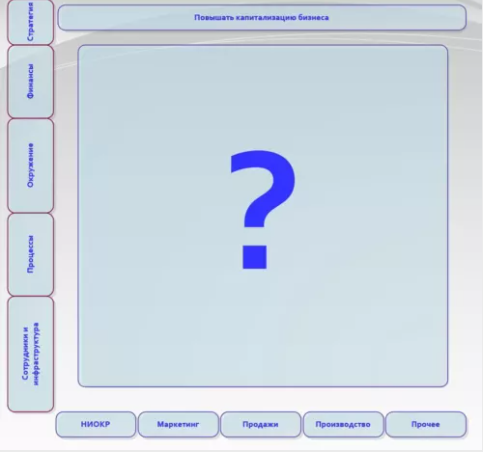 Стратегия
Повышать капитализацию бизнеса
Финансы
Окружение
Процессы
Сотрудники и
инфраструктура
?
НИОКР
Маркетинг
Продажи
Производство
Прочее